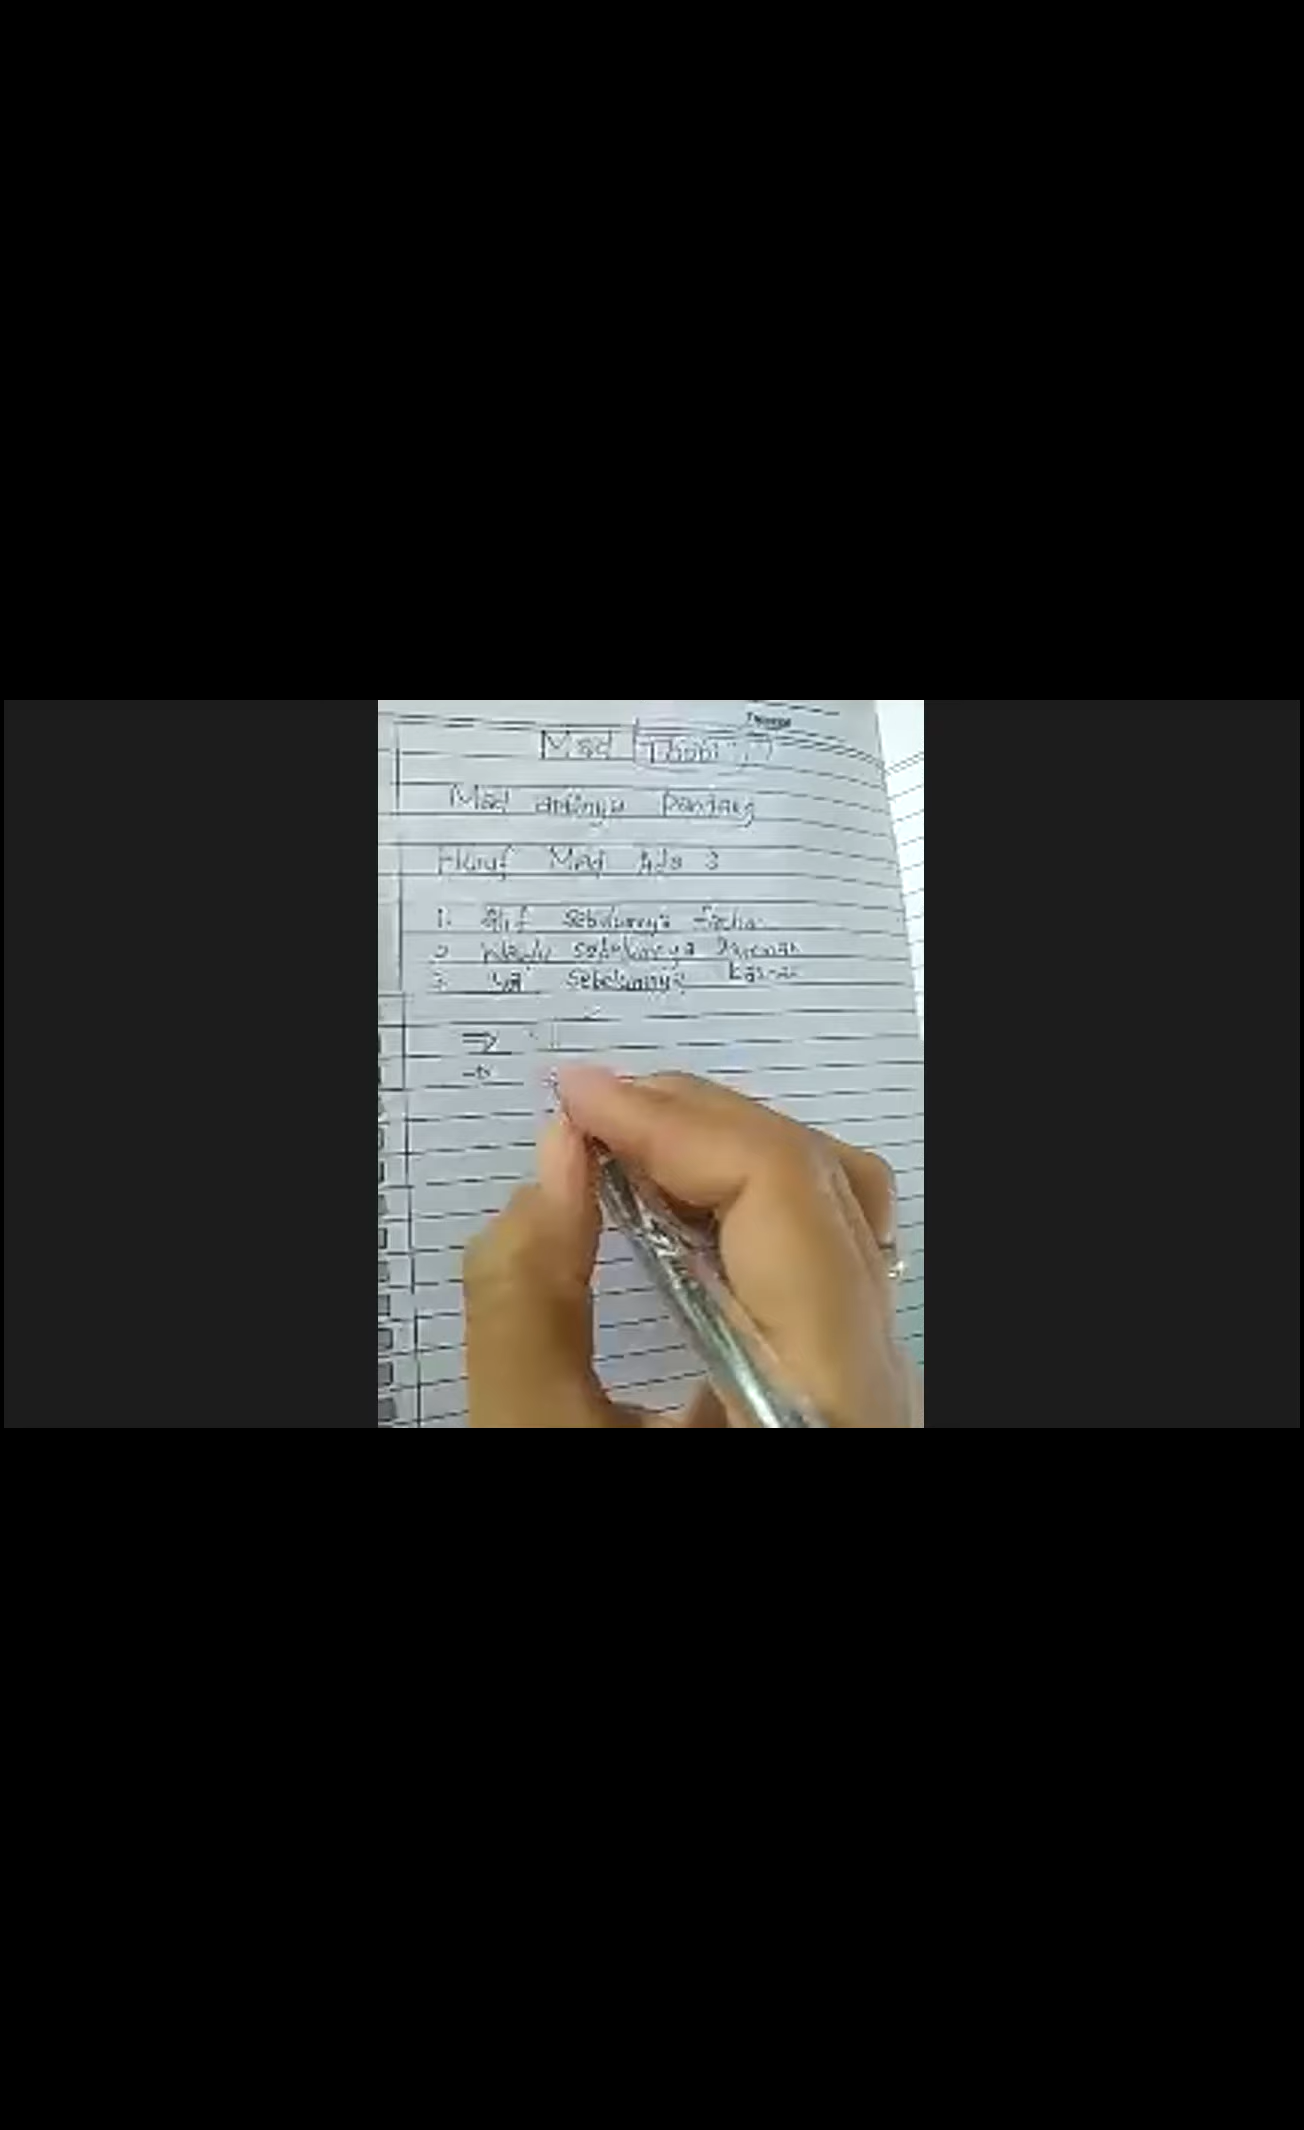 Mad Thobi
Mad artinya Panjang
Huruf Mad Ada 3
1. Alif sebelumnya fathah
2. wawu sebelumnya
3. Ya sebelumnya kasrah